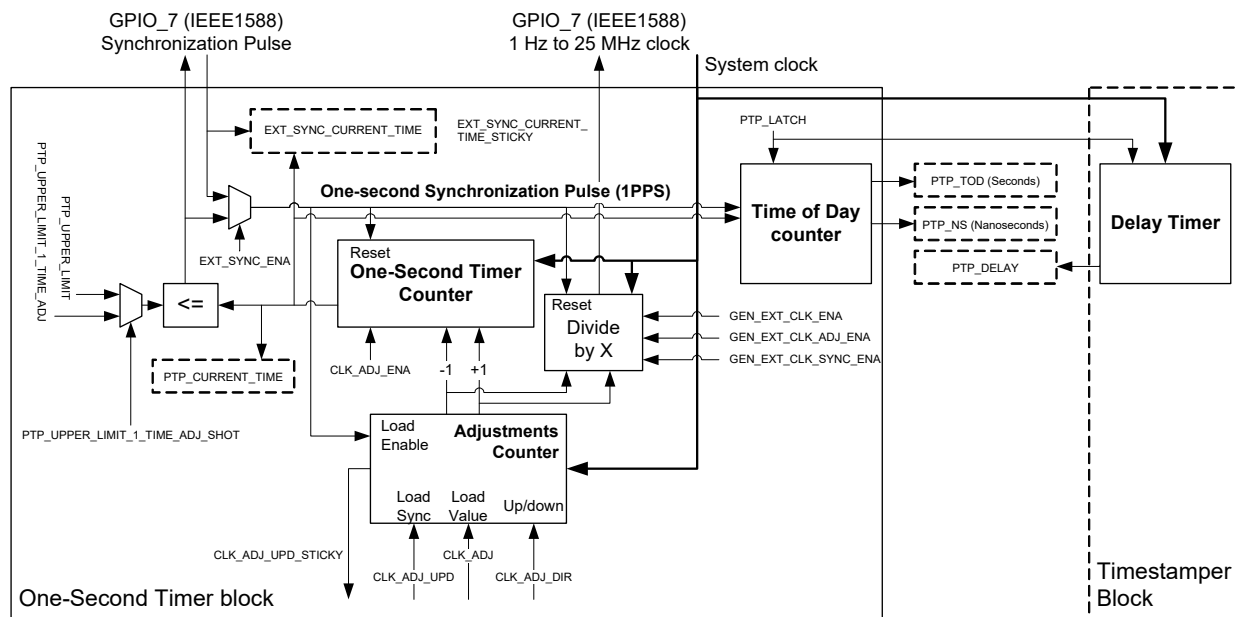 GPIO_7 (IEEE1588)
Synchronization Pulse
GPIO_7 (IEEE1588)
1 Hz to 25 MHz clock
System clock
EXT_SYNC_CURRENT_TIME
EXT_SYNC_CURRENT_
TIME_STICKY
PTP_LATCH
PTP_UPPER_LIMIT
PTP_UPPER_LIMIT_1_TIME_ADJ
One-second Synchronization Pulse (1PPS)
EXT_SYNC_ENA
Time of Day
counter
PTP_TOD (Seconds)
PTP_NS (Nanoseconds)
PTP_DELAY
Delay Timer
Reset
One-Second Timer
Counter
<=
Reset
Divide
by X
GEN_EXT_CLK_ENA
GEN_EXT_CLK_ADJ_ENA
GEN_EXT_CLK_SYNC_ENA
PTP_CURRENT_TIME
CLK_ADJ_ENA
-1
+1
PTP_UPPER_LIMIT_1_TIME_ADJ_SHOT
Load
Enable
Adjustments
Counter
Load
Sync
Load
Value
Up/down
CLK_ADJ_UPD_STICKY
CLK_ADJ_UPD
CLK_ADJ
CLK_ADJ_DIR
One-Second Timer block
Timestamper
Block